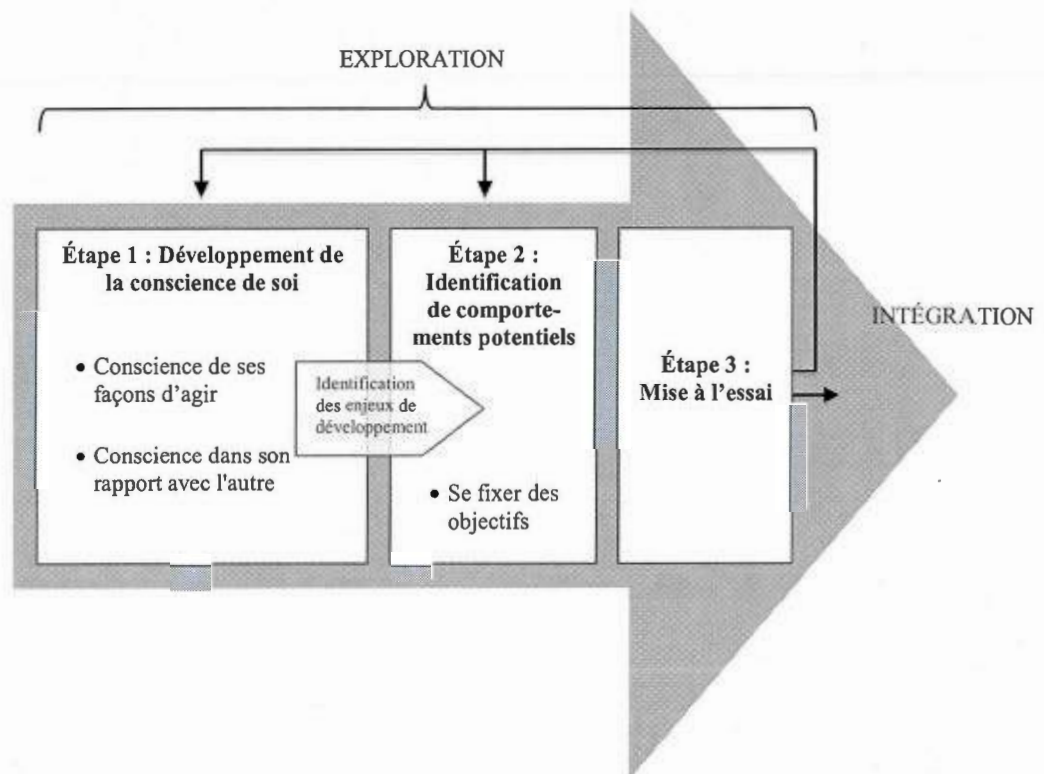 EXPLORATION
Étape 1 : Développement de
la conscience de soi
• Conscience de ses
façons d'agir
• Conscience dans son
rapport avec l'autre
Identification
des enjeux de
développement
Étape 2 :
Identification
de comporte-
ments potentiels
• Se fixer des
objectifs
Étape 3 :
Mise à l'essai
INTÉGRATION